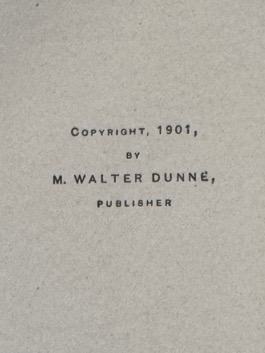 COPYRIGHT, 1901,
BY
M. WALTER DUNNE,
PUBLISHER